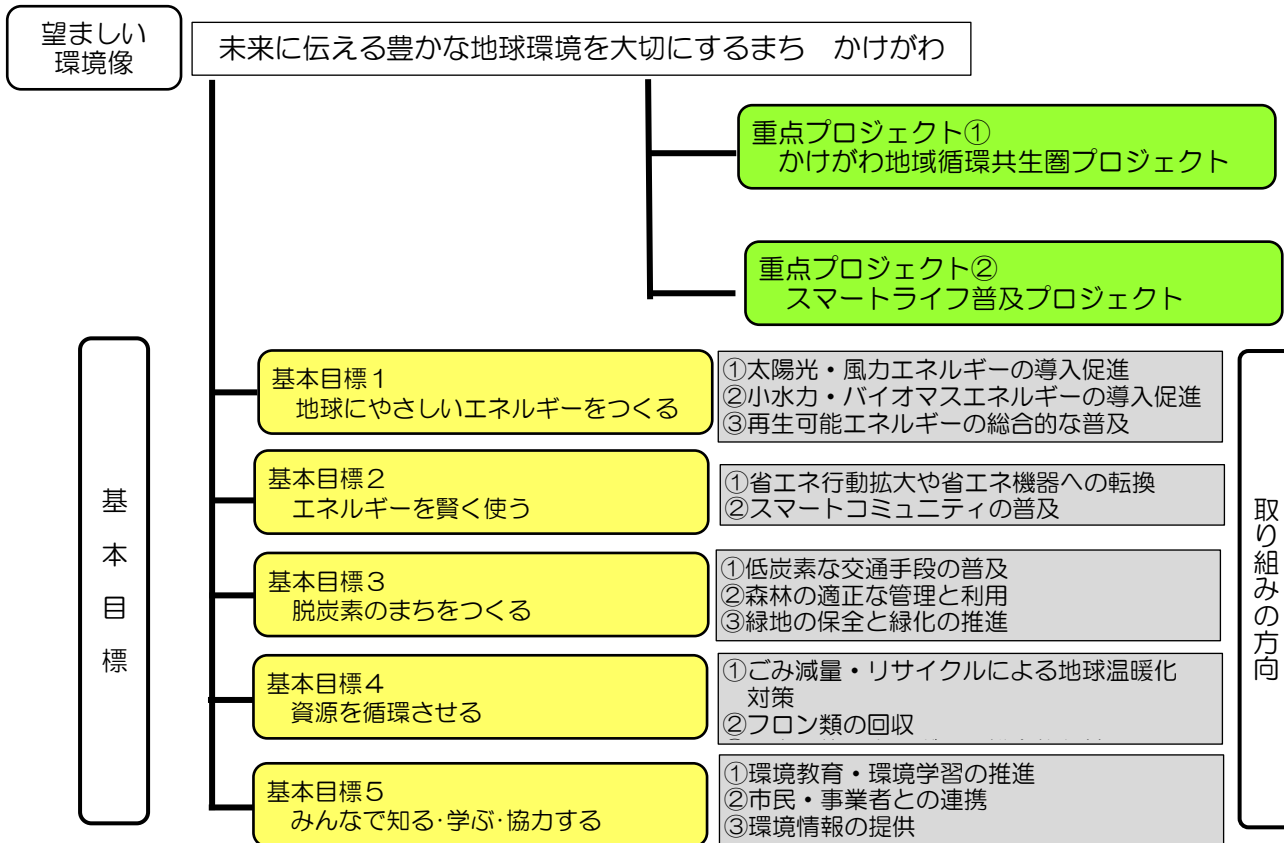 望ましい
環境像
未来に伝える豊かな地球環境を大切にするまち　かけがわ
重点プロジェクト①
かけがわ地域循環共生圏プロジェクト
重点プロジェクト②
スマートライフ普及プロジェクト
基本目標
基本目標１
地球にやさしいエネルギーをつくる
①太陽光・風力エネルギーの導入促進
②小水力・バイオマスエネルギーの導入促進
③再生可能エネルギーの総合的な普及
基本目標２
エネルギーを賢く使う
①省エネ行動拡大や省エネ機器への転換
②スマートコミュニティの普及
基本目標３
脱炭素のまちをつくる
①低炭素な交通手段の普及
②森林の適正な管理と利用
③緑地の保全と緑化の推進
基本目標４
資源を循環させる
①ごみ減量・リサイクルによる地球温暖化
対策
②フロン類の回収
基本目標５
みんなで知る･学ぶ･協力する
①環境教育・環境学習の推進
②市民・事業者との連携
③環境情報の提供
取り組みの方向